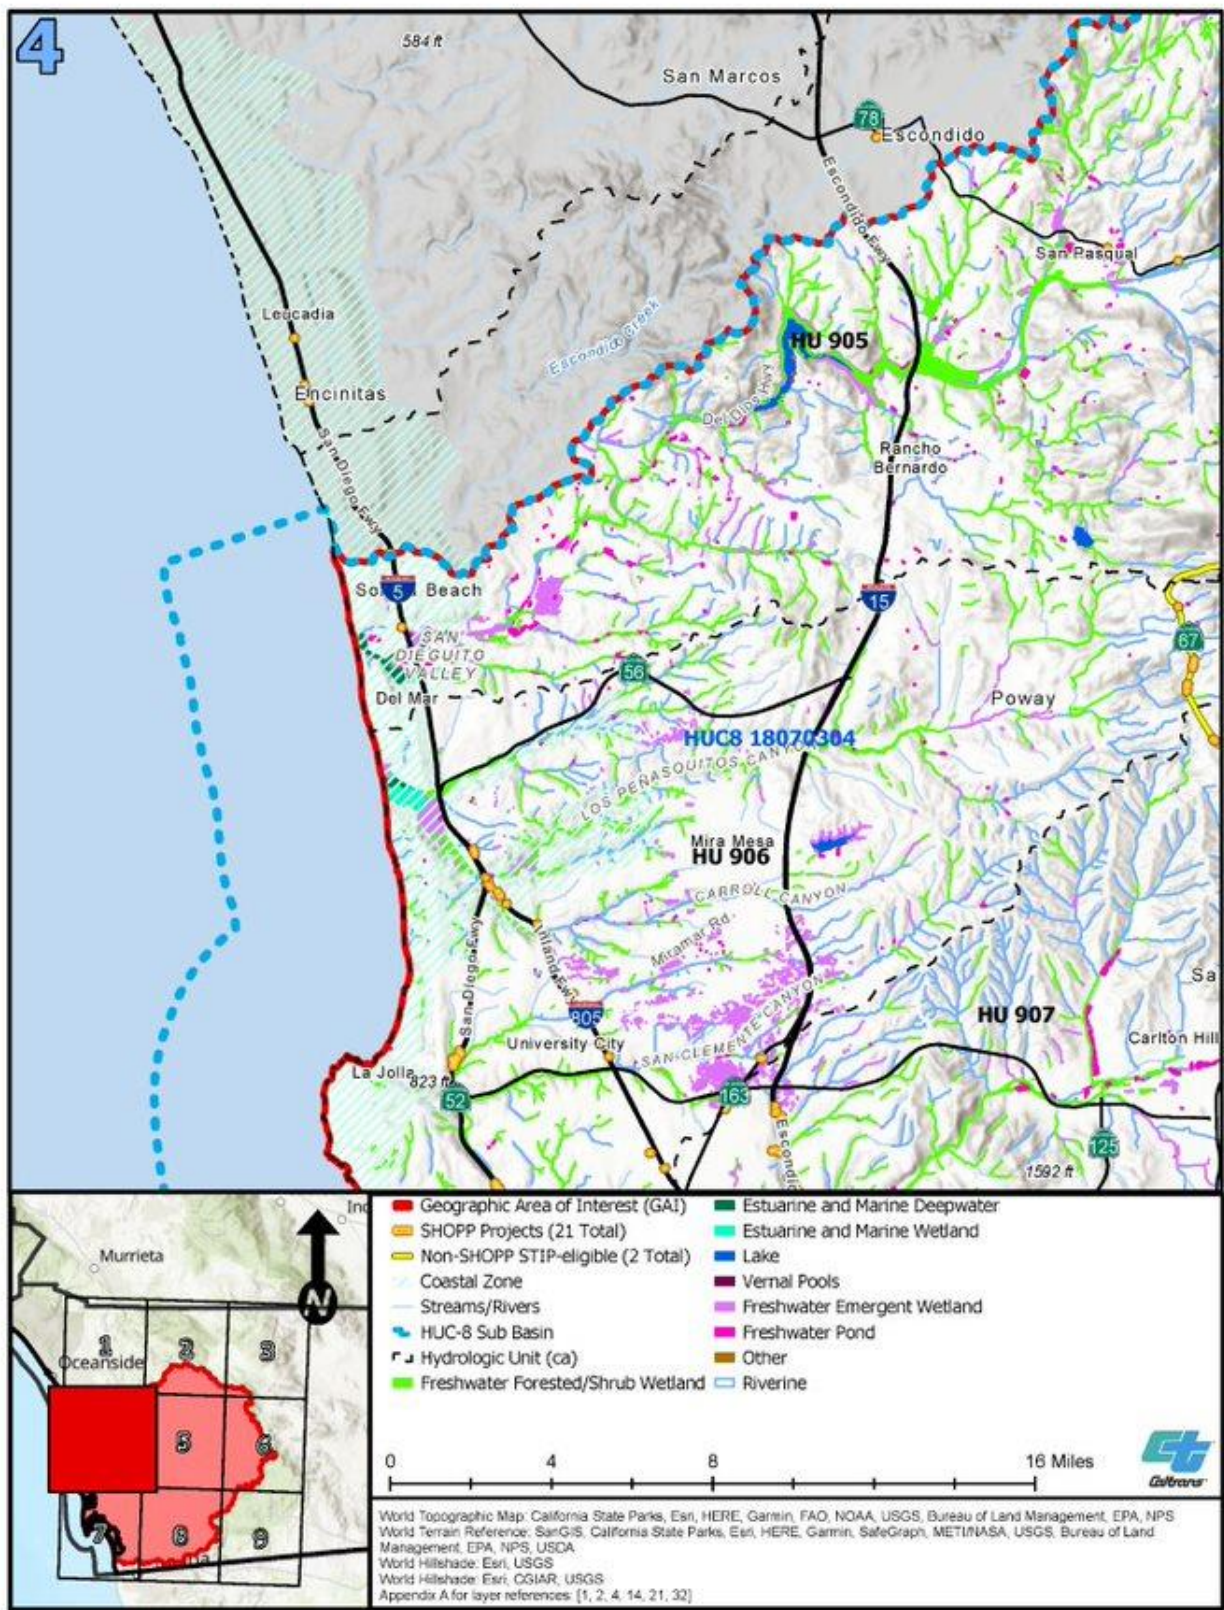 4
584 ft
San Marcos
78
Escondido
Escondido Fwy
San Pasqual
Leucadia
Escondido Creek
HU 905
Encinitas
Del Dios Hwy
San Diego Fwy
Rancho
Bernardo
Beach
5
15
SAN
DIEGUITO
VALLEY
67
56
Del Mar
Poway
HUC8 18070304
LOS PEÑASQUITOS CANYON
Mira Mesa
HU 906
CARROLL CANYON
Miramar Rd.
San Diego Fwy
Inland Fwy
Sa
SAN CLEMENTE CANYON
HU 907
805
University City
Carlton Hill
La Jolla
823 ft
52
163
Escondi
125
1592 ft
Geographic Area of Interest (GAI)
SHOPP Projects (21 Total)
Non-SHOPP STIP-eligible (2 Total)
Coastal Zone
Streams/Rivers
HUC-8 Sub Basin
Hydrologic Unit (ca)
Freshwater Forested/Shrub Wetland
Estuarine and Marine Deepwater
Estuarine and Marine Wetland
Lake
Vernal Pools
Freshwater Emergent Wetland
Freshwater Pond
Other
Riverine
Murrieta
N
1
2
3
Oceanside
5
6
7
8
9
0 4 8 16 Miles
Ct
Caltrans
World Topographic Map: California State Parks, Esri, HERE, Garmin, FAO, NOAA, USGS, Bureau of Land Management, EPA, NPS
World Terrain Reference: SanGIS, California State Parks, Esri, HERE, Garmin, SafeGraph, METI/NASA, USGS, Bureau of Land
Management, EPA, NPS, USDA
World Hillshade: Esri, USGS
World Hillshade: Esri, CGIAR, USGS
Appendix A for layer references: [1, 2, 4, 14, 21, 32]